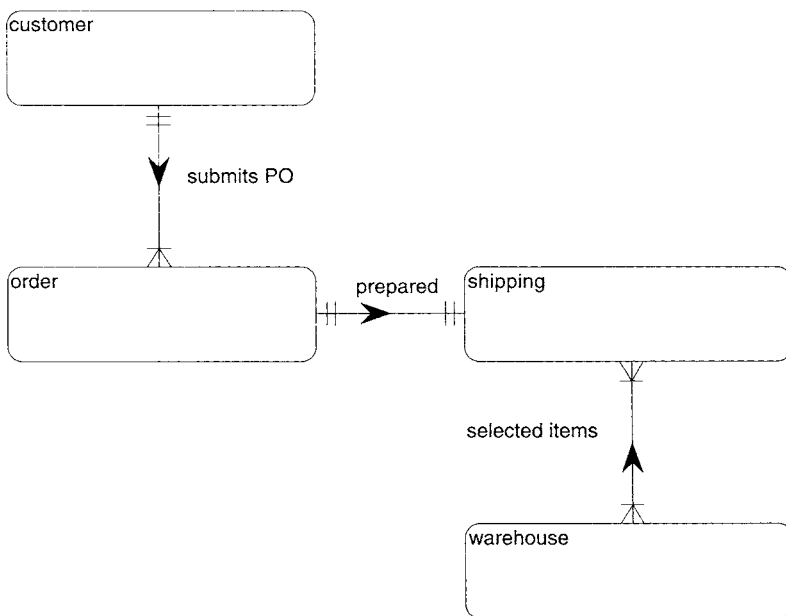 customer
submits PO
order
prepared
shipping
selected items
warehouse